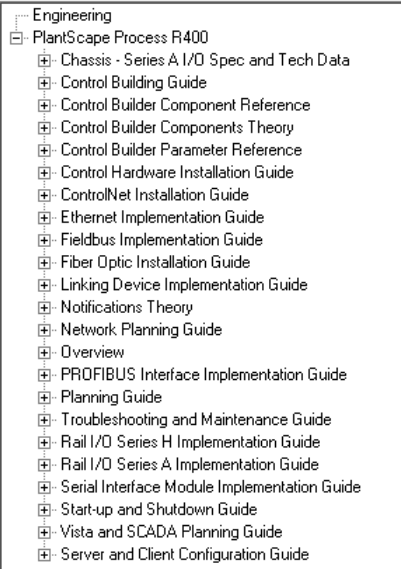 Engineering
PlantScape Process R400
Chassis - Series A I/O Spec and Tech Data
Control Building Guide
Control Builder Component Reference
Control Builder Components Theory
Control Builder Parameter Reference
Control Hardware Installation Guide
ControlNet Installation Guide
Ethernet Implementation Guide
Fieldbus Implementation Guide
Fiber Optic Installation Guide
Linking Device Implementation Guide
Notifications Theory
Network Planning Guide
Overview
PROFIBUS Interface Implementation Guide
Planning Guide
Troubleshooting and Maintenance Guide
Rail I/O Series H Implementation Guide
Rail I/O Series A Implementation Guide
Serial Interface Module Implementation Guide
Start-up and Shutdown Guide
Vista and SCADA Planning Guide
Server and Client Configuration Guide